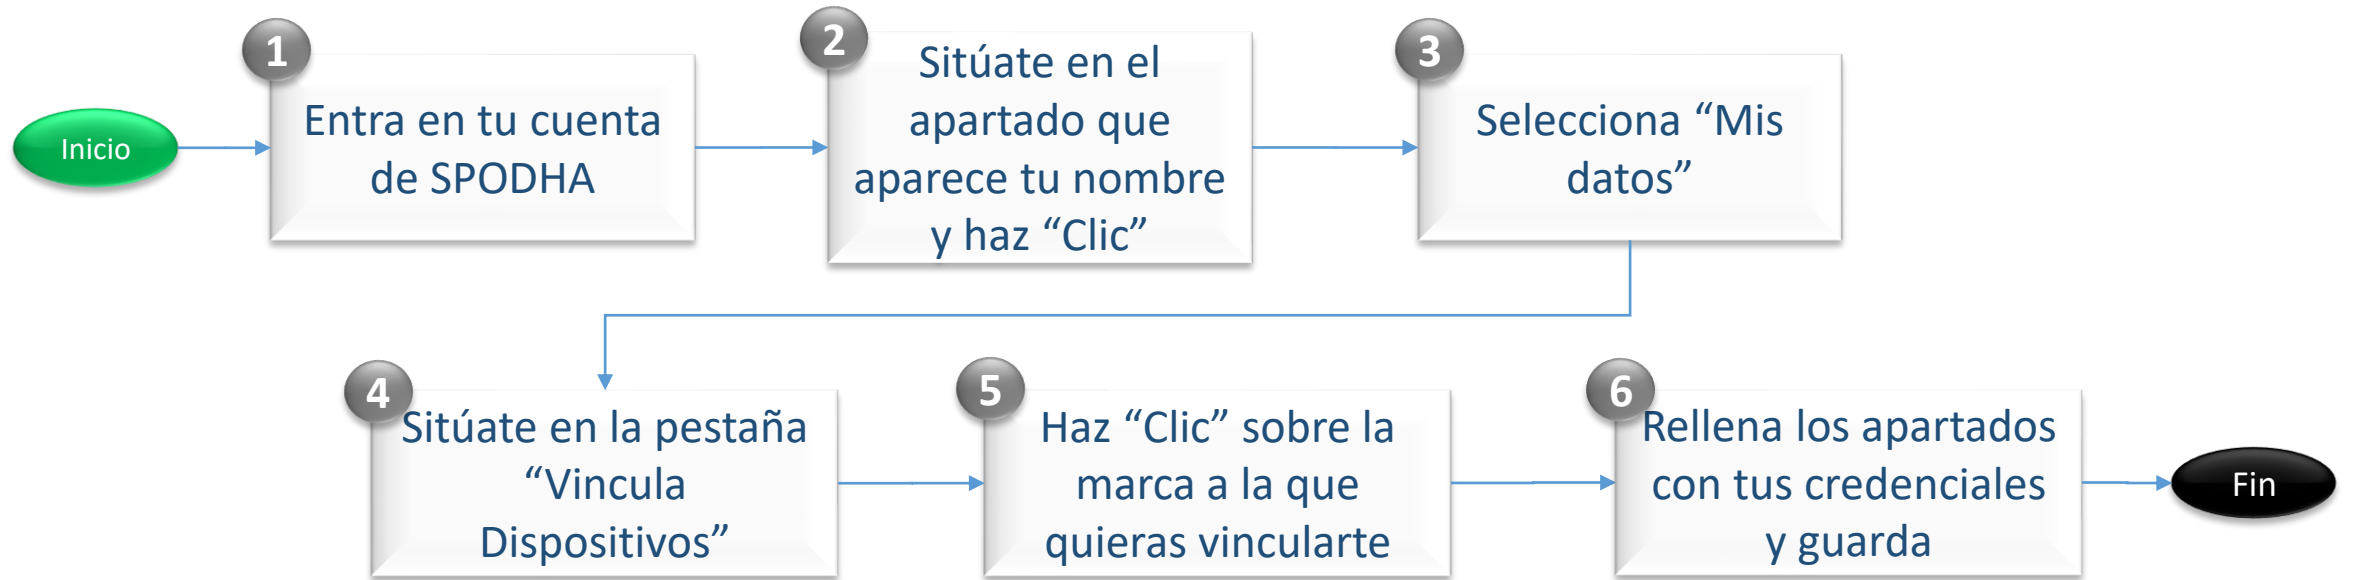 Inicio
1
Entra en tu cuenta
de SPODHA
2
Sitúate en el
apartado que
aparece tu nombre
y haz “Clic”
3
Selecciona “Mis
datos”
4
Sitúate en la pestaña
“Vincula
Dispositivos”
5
Haz “Clic” sobre la
marca a la que
quieras vincularte
6
Rellena los apartados
con tus credenciales
y guarda
Fin